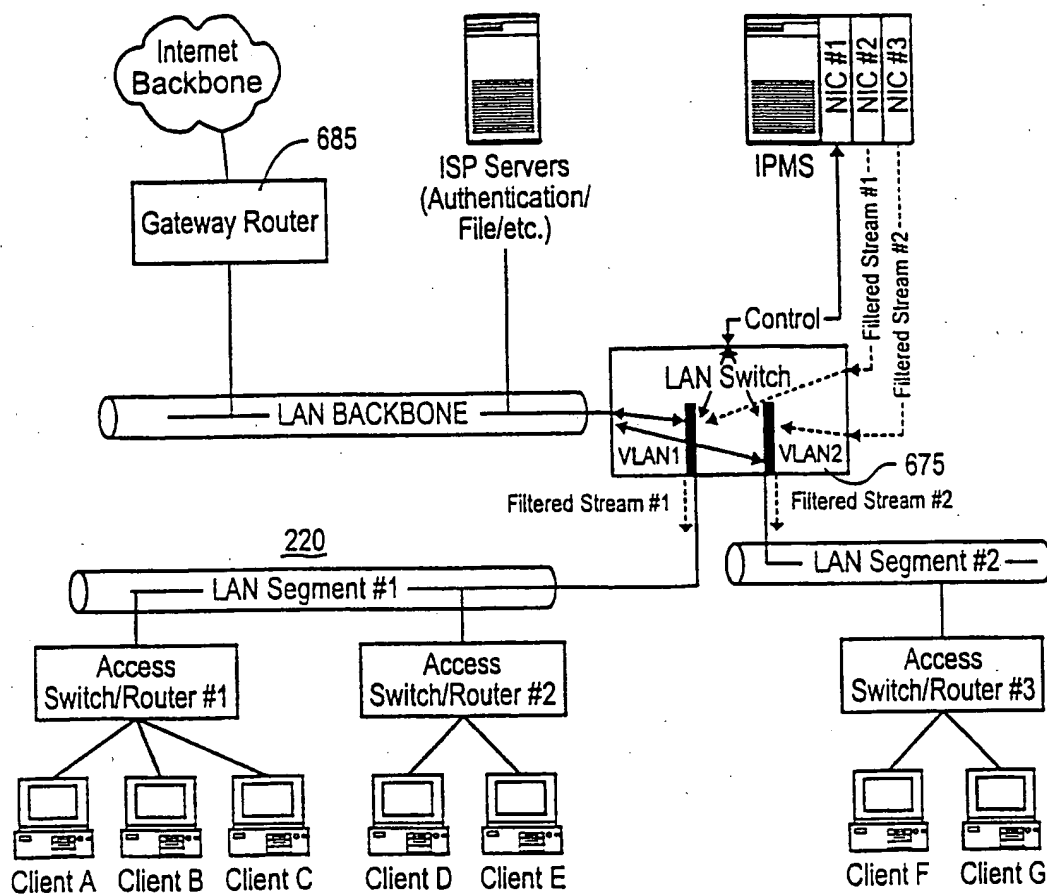 Internet
Backbone
685
Gateway Router
ISP Servers
(Authentication/
File/etc.)
IPMS
NIC #1
NIC #2
NIC #3
Filtered Stream #1
Filtered Stream #2
Control
LAN Switch
LAN BACKBONE
VLAN1
VLAN2
675
Filtered Stream #1
Filtered Stream #2
220
LAN Segment #1
LAN Segment #2
Access
Switch/Router #1
Access
Switch/Router #2
Access
Switch/Router #3
Client A
Client B
Client C
Client D
Client E
Client F
Client G